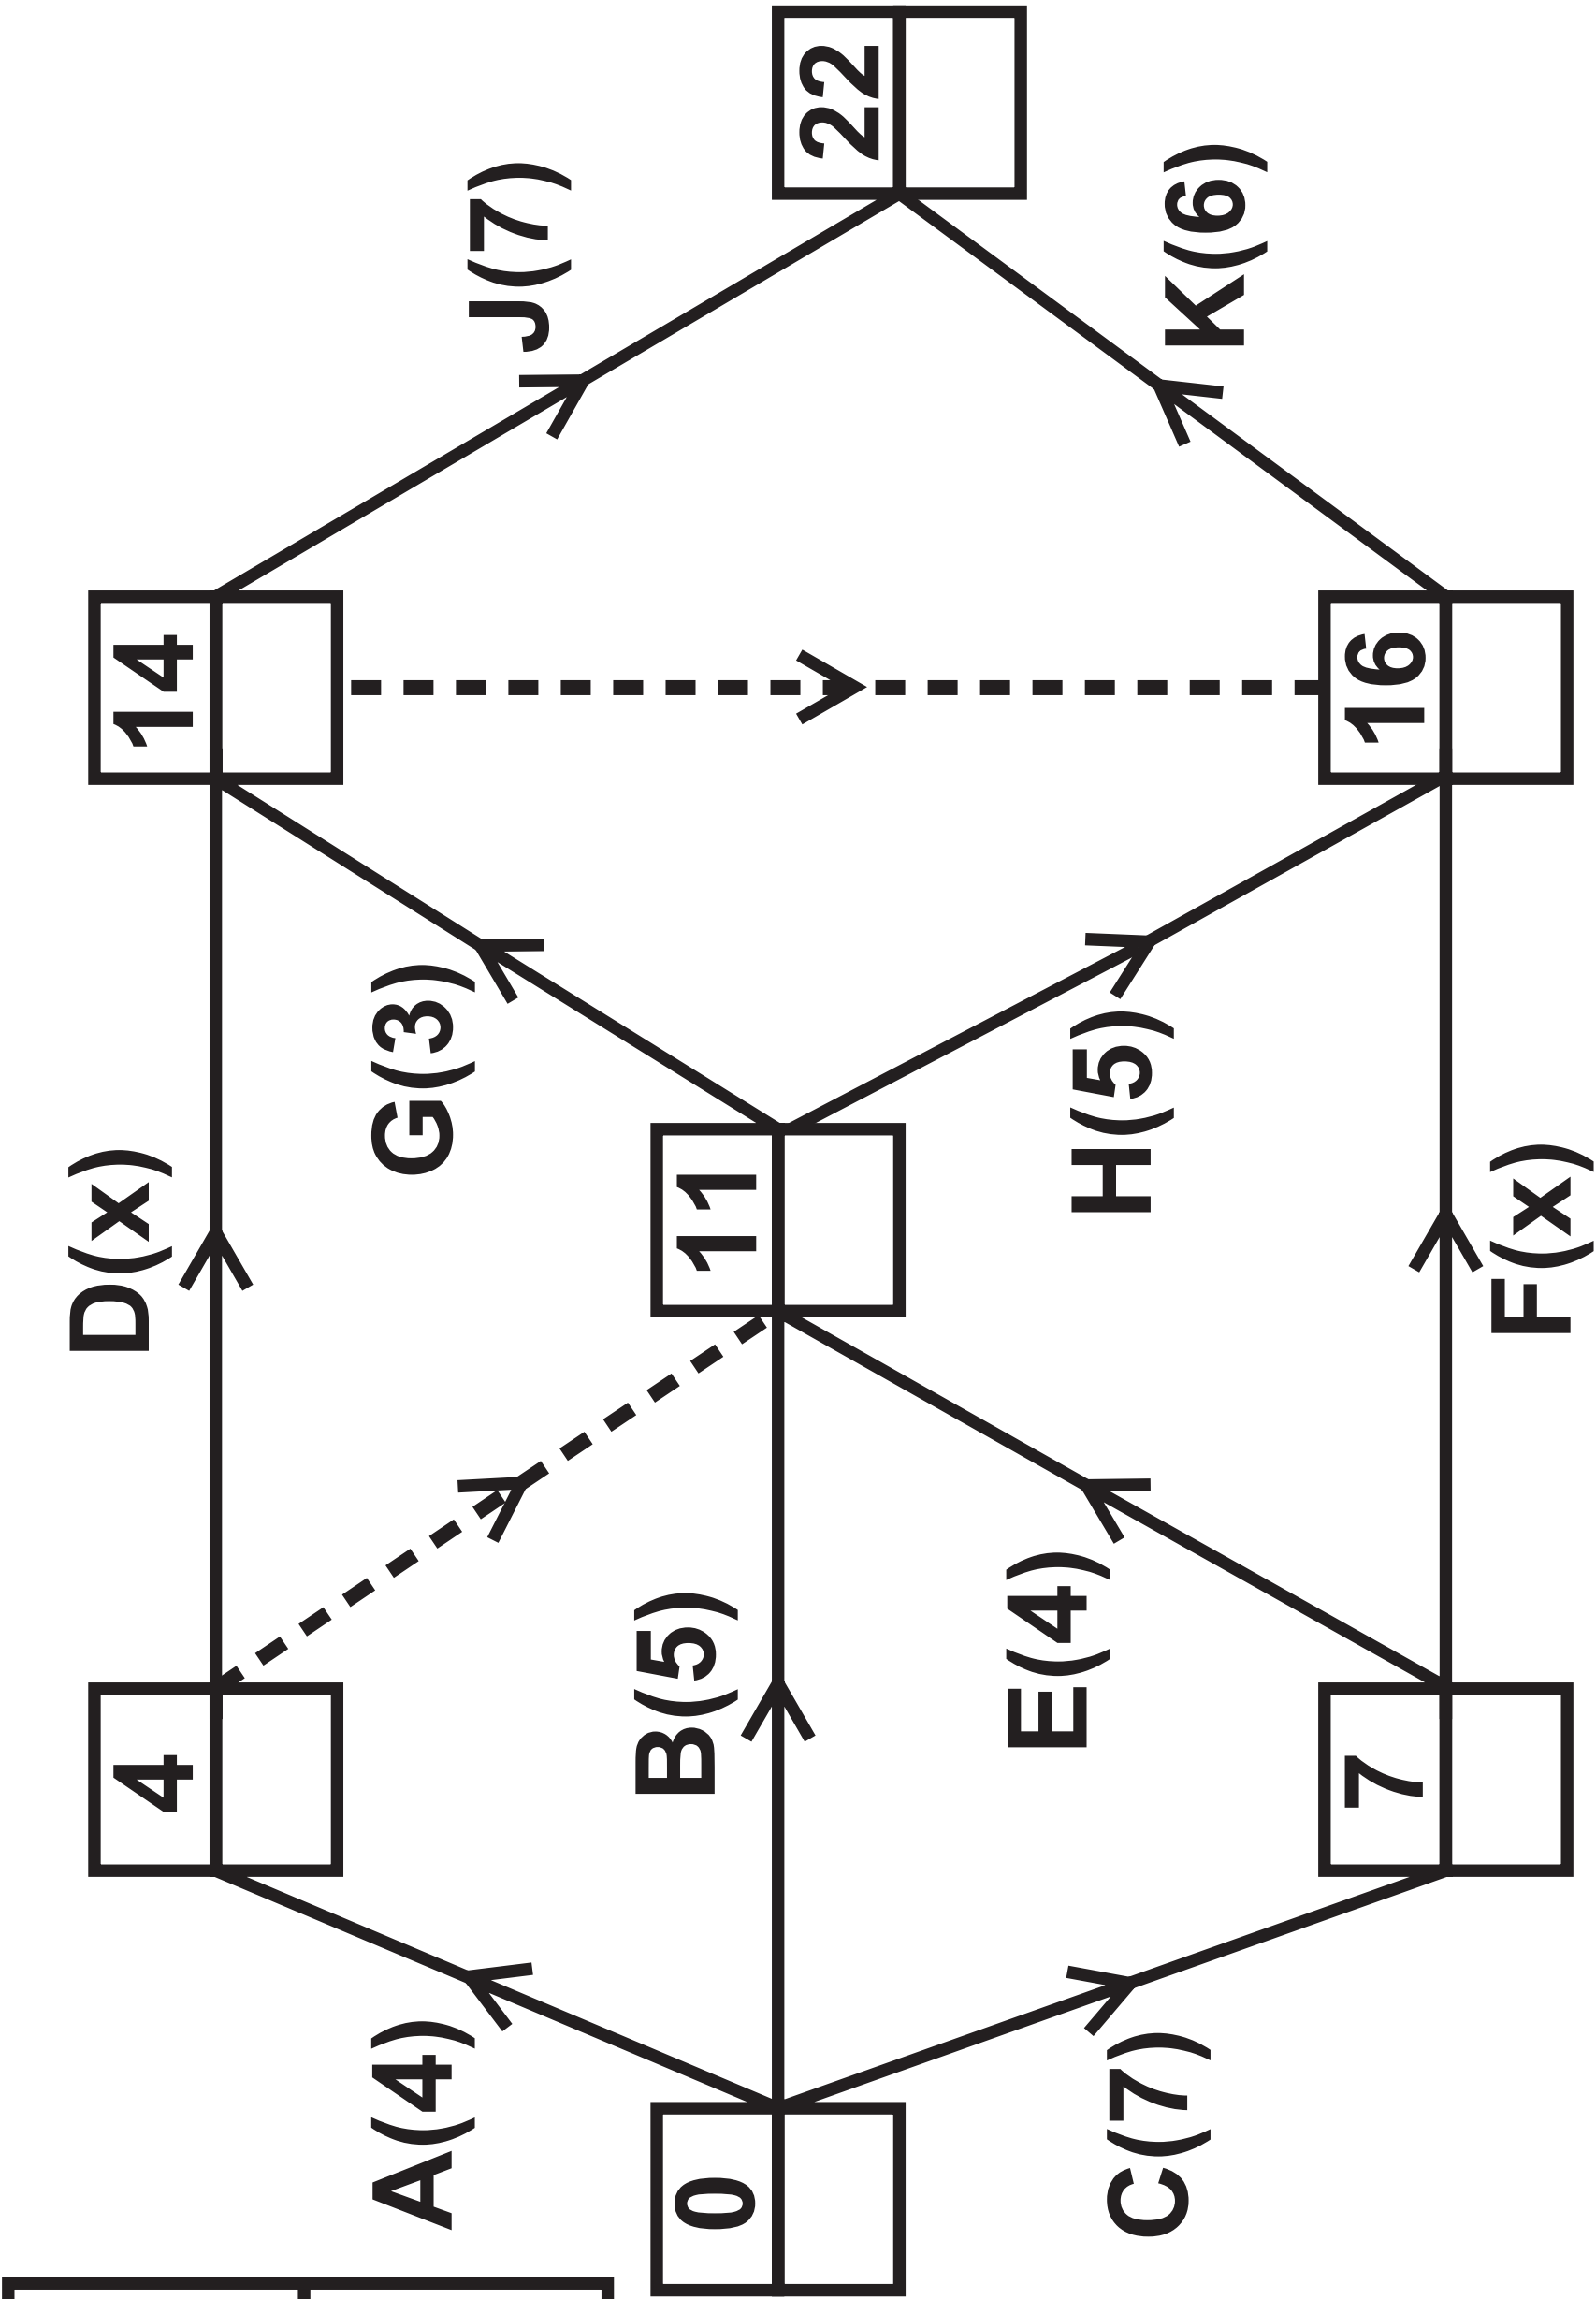 D(x)
4
14
A(4)
G(3)
J(7)
B(5)
0
11
22
E(4)
H(5)
C(7)
K(6)
7
16
F(x)